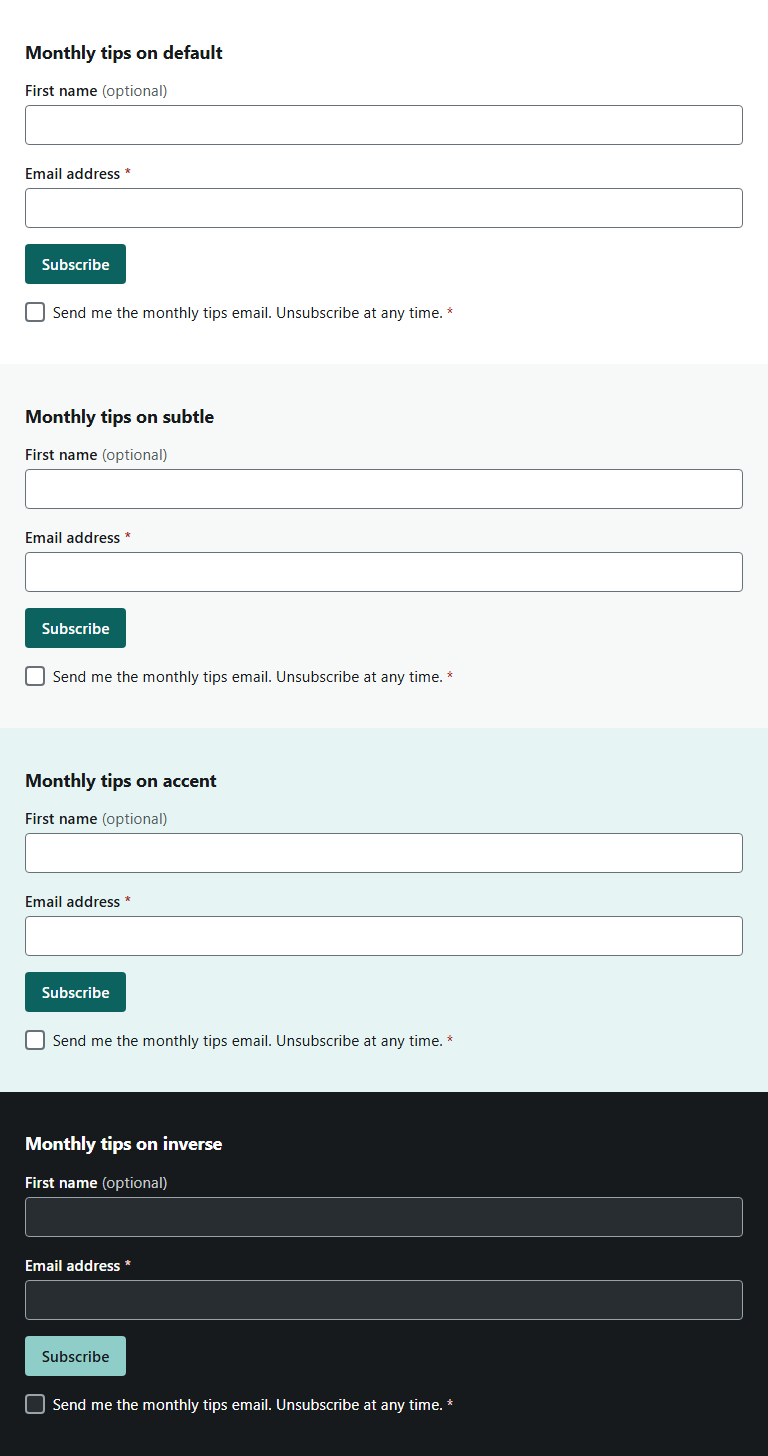 Monthly tips on default
First name (optional)
Email address *
Subscribe
Send me the monthly tips email. Unsubscribe at any time. *
Monthly tips on subtle
First name (optional)
Email address *
Subscribe
Send me the monthly tips email. Unsubscribe at any time. *
Monthly tips on accent
First name (optional)
Email address *
Subscribe
Send me the monthly tips email. Unsubscribe at any time. *
Monthly tips on inverse
First name (optional)
Email address *
Subscribe
Send me the monthly tips email. Unsubscribe at any time. *